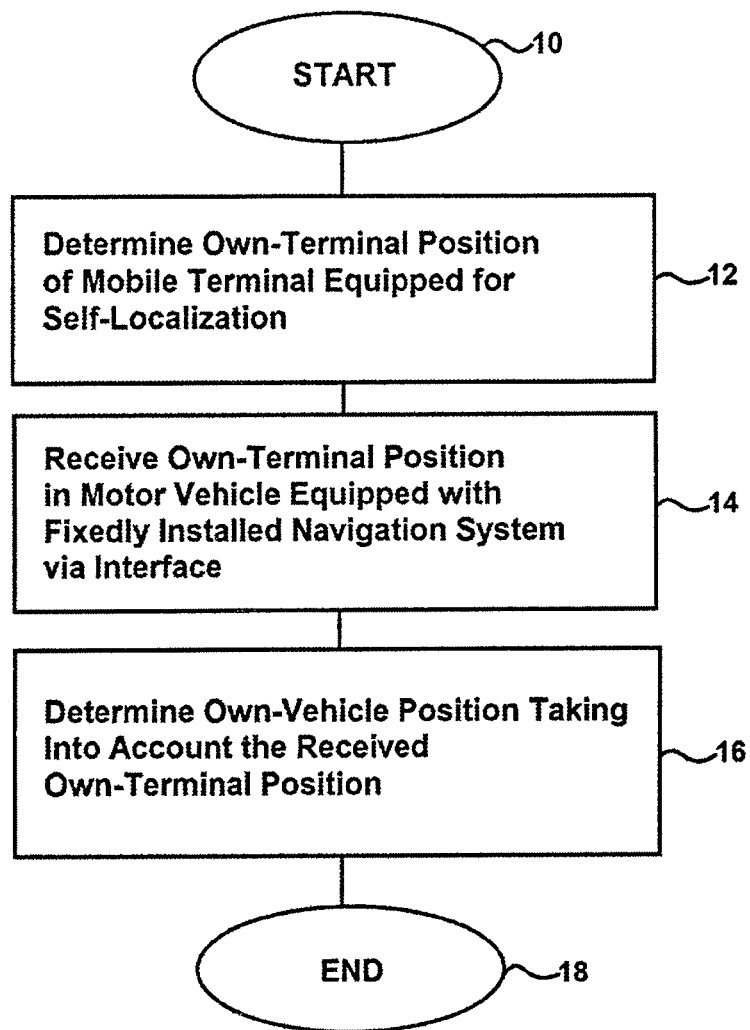 10
START
Determine Own-Terminal Position
of Mobile Terminal Equipped for
Self-Localization
12
Receive Own-Terminal Position
in Motor Vehicle Equipped with
Fixedly Installed Navigation System
via Interface
14
Determine Own-Vehicle Position Taking
Into Account the Received
Own-Terminal Position
16
END
18